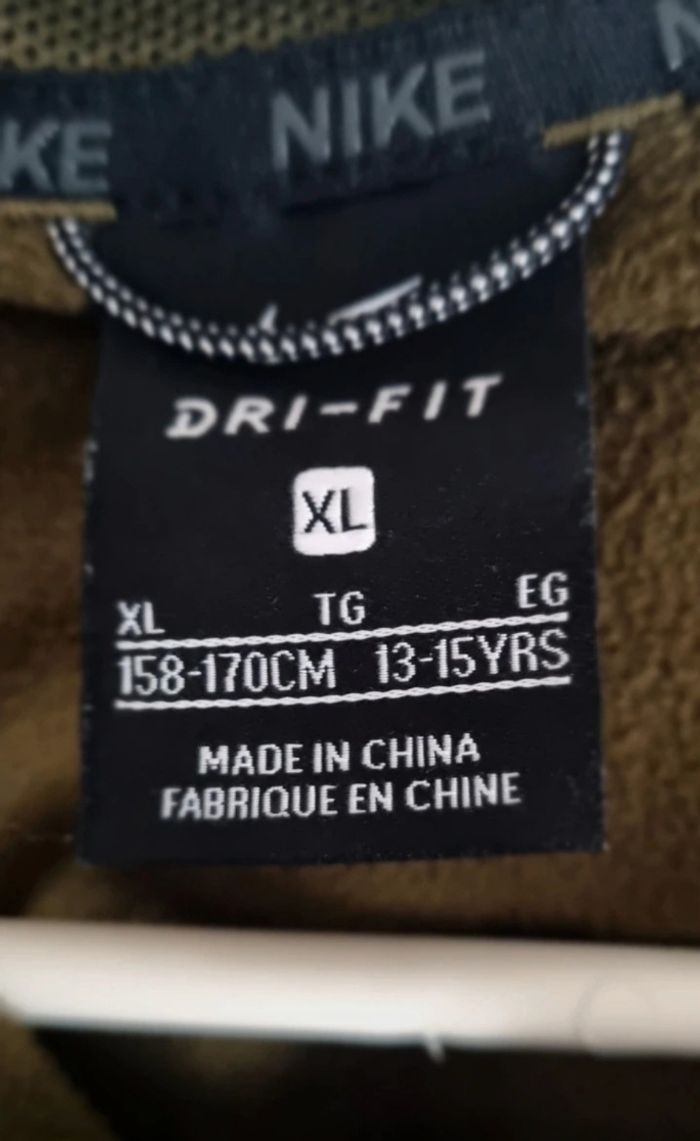 KE NIKE N
DRI-FIT
XL
XL TG EG
158-170CM 13-15YRS
MADE IN CHINA
FABRIQUE EN CHINE